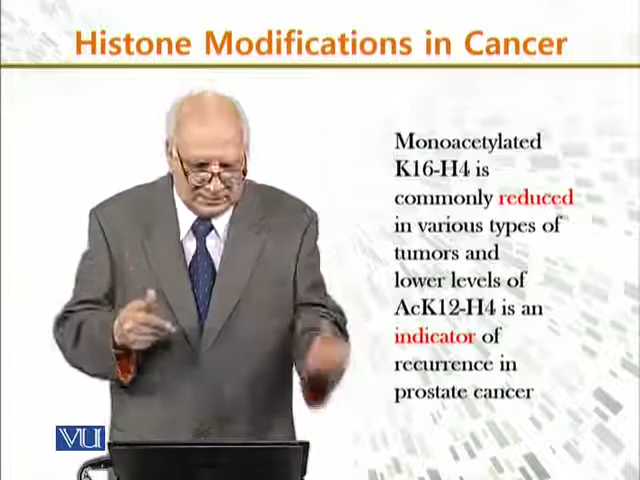 Histone Modifications in Cancer
Monoacetylated
K16-H4 is
commonly reduced
in various types of
tumors and
lower levels of
AcK12-H4 is an
indicator of
recurrence in
prostate cancer
VU